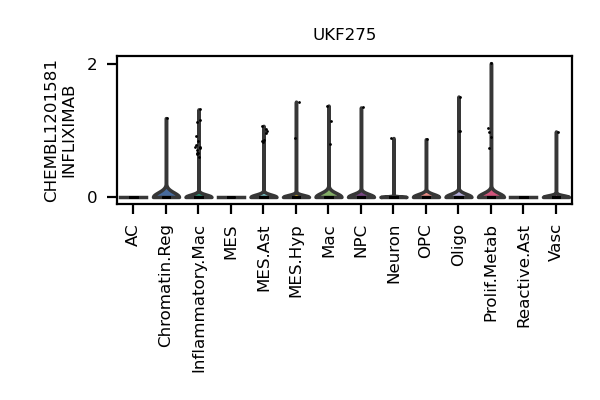 UKF275
CHEMBL1201581
INFLIXIMAB
2
0
AC
Chromatin.Reg
Inflammatory.Mac
MES
MES.Ast
MES.Hyp
Mac
NPC
Neuron
OPC
Oligo
Prolif.Metab
Reactive.Ast
Vasc